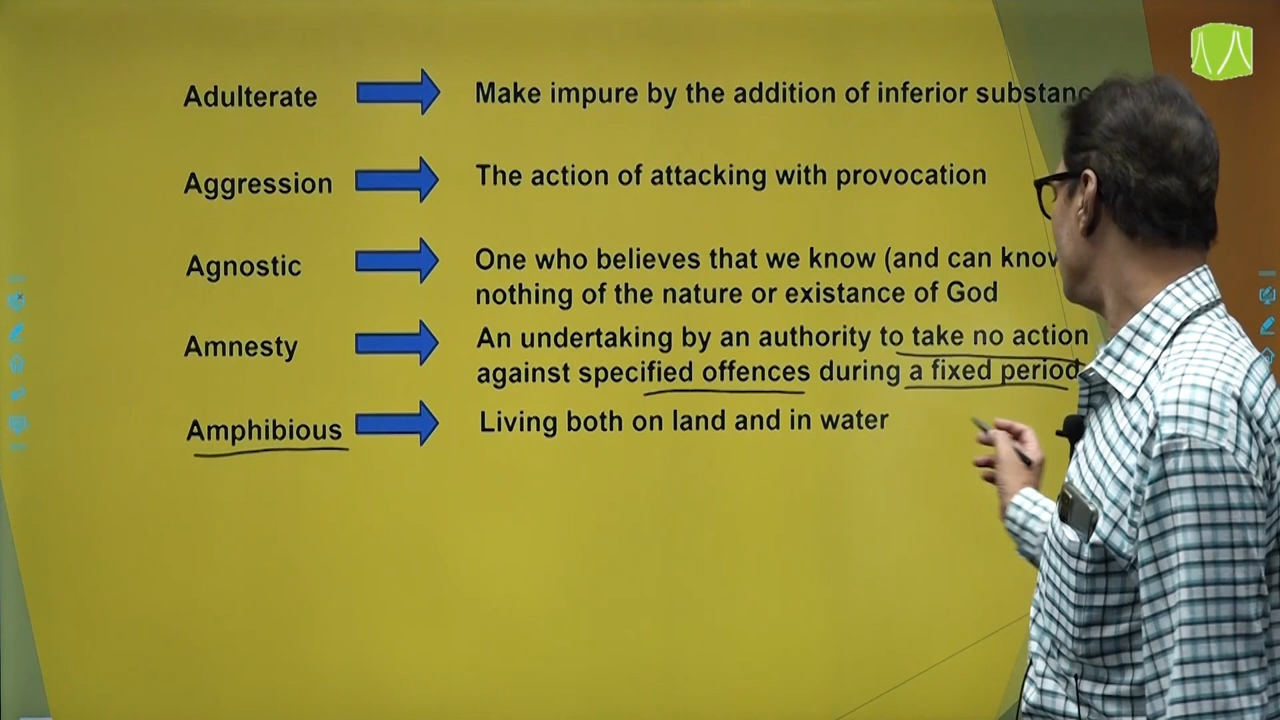 Adulterate Make impure by the addition of inferior
Aggression The action of attacking with provocation
Agnostic One who believes that we know (and can
nothing of the nature or existance of God
Amnesty An undertaking by an authority to take no action
against specified offences during a fixed period
Amphibious Living both on land and in water